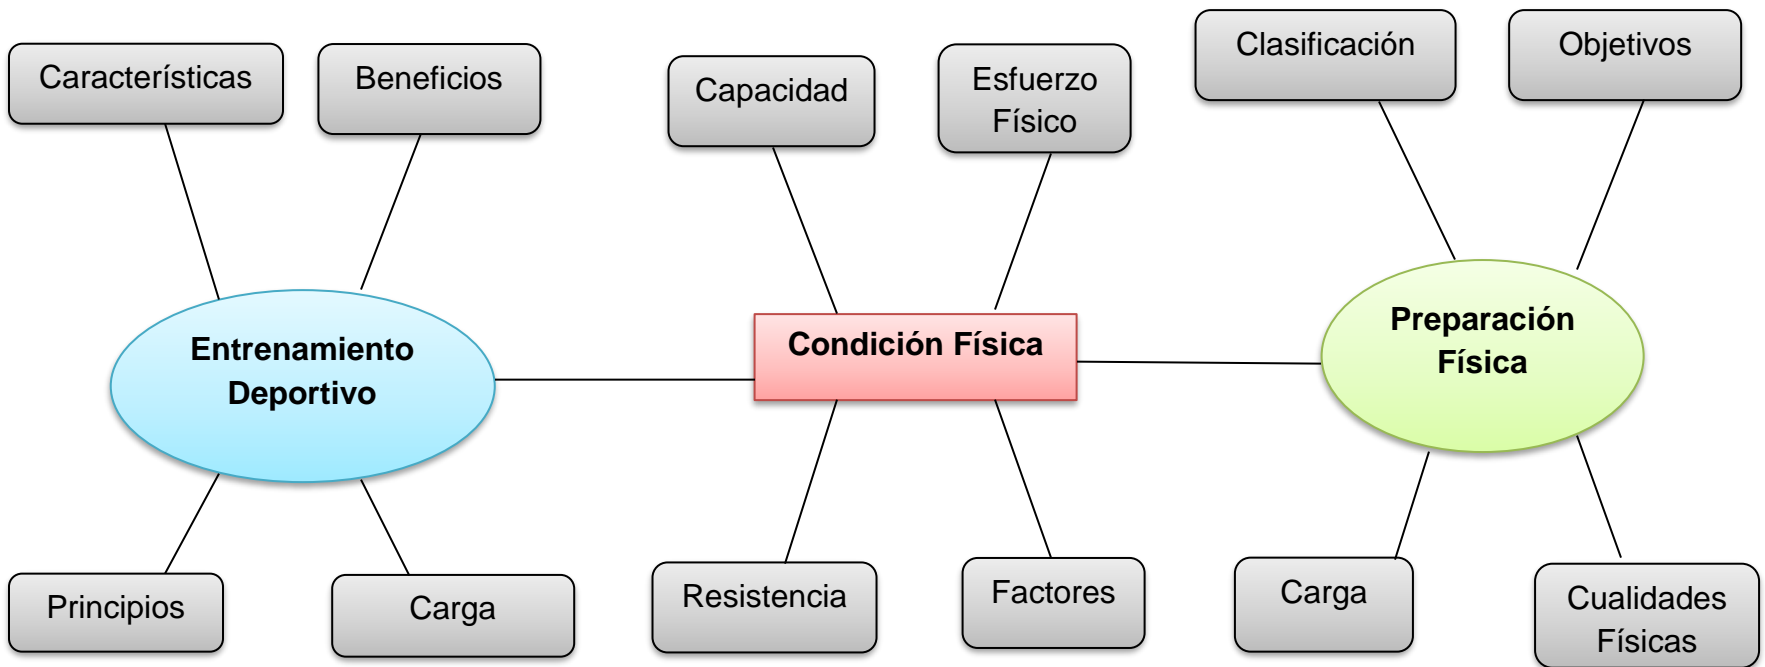 Características
Beneficios
Capacidad
Esfuerzo
Físico
Clasificación
Objetivos
Entrenamiento
Deportivo
Condición Física
Preparación
Física
Principios
Carga
Resistencia
Factores
Carga
Cualidades
Físicas